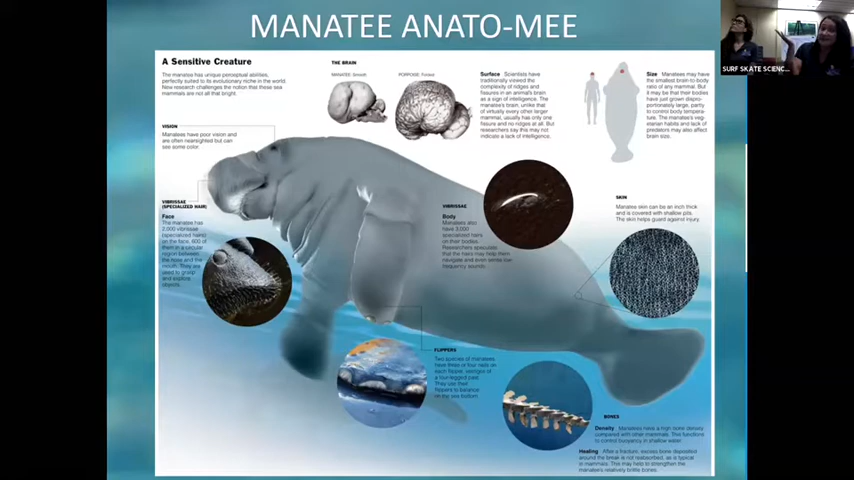 MANATEE ANATO-MEE
SURF SKATE SCIENC...
A Sensitive Creature
The manatee has unique perceptual abilities,
perfectly suited to its evolutionary niche in the world.
New research challenges the notion that these sea
mammals are not all that bright.
THE BRAIN
MANATEE: Smooth
PORPOISE: Folded
Surface Scientists have
traditionally viewed the
complexity of ridges and
fissures in an animal's brain
as a sign of intelligence. The
manatee's brain, unlike that
of virtually every other larger
mammal, usually has only one
fissure and no ridges at all. But
researchers say this may not
indicate a lack of intelligence.
Size Manatees may have
the smallest brain-to-body
ratio of any mammal. But
it may be that their bodies
have just grown dispro-
portionately large, partly
to control body tempera-
ture. The manatee's veg-
etarian habits and lack of
predators may also affect
brain size.
VISION
Manatees have poor vision and
are often nearsighted but can
see some color.
VIBRISSAE
(SPECIALIZED HAIR)
Face
The manatee has
2,000 vibrissae
(specialized hairs)
on the face, 600 of
them in a circular
region between
the nose and the
mouth. They are
used to grasp
and explore
objects.
VIBRISSAE
Body
Manatees also
have 3,000
specialized hairs
on their bodies.
Researchers speculate
that the hairs may help them
navigate and even sense low
frequency sounds.
SKIN
Manatee skin can be an inch thick
and is covered with shallow pits.
The skin helps guard against injury.
FLIPPERS
Two species of manatees
have three or four nails on
each flipper, vestiges of
a four-legged past.
They use their
flippers to balance
on the sea bottom.
BONES
Density Manatees have a high bone density
compared with other mammals. This functions
to control buoyancy in shallow water.
Healing After a fracture, excess bone deposited
around the break is not reabsorbed, as is typical
in mammals. This may help to strengthen the
manatee's relatively brittle bones.